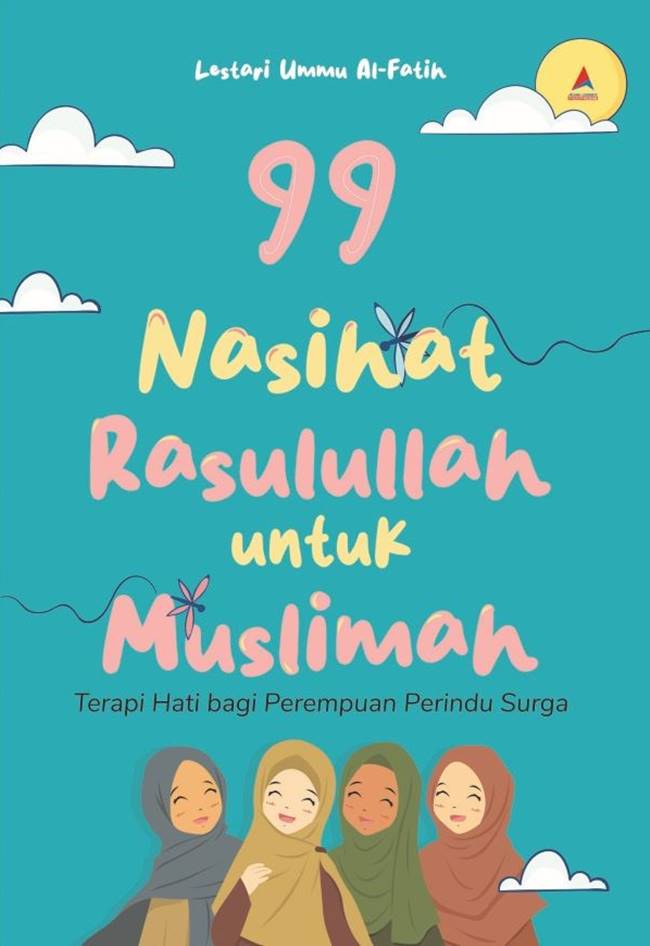 Lestari Ummu Al-Fatih
99
Nasihat
Rasulullah
untuk
Muslimah
Terapi Hati bagi Perempuan Perindu Surga